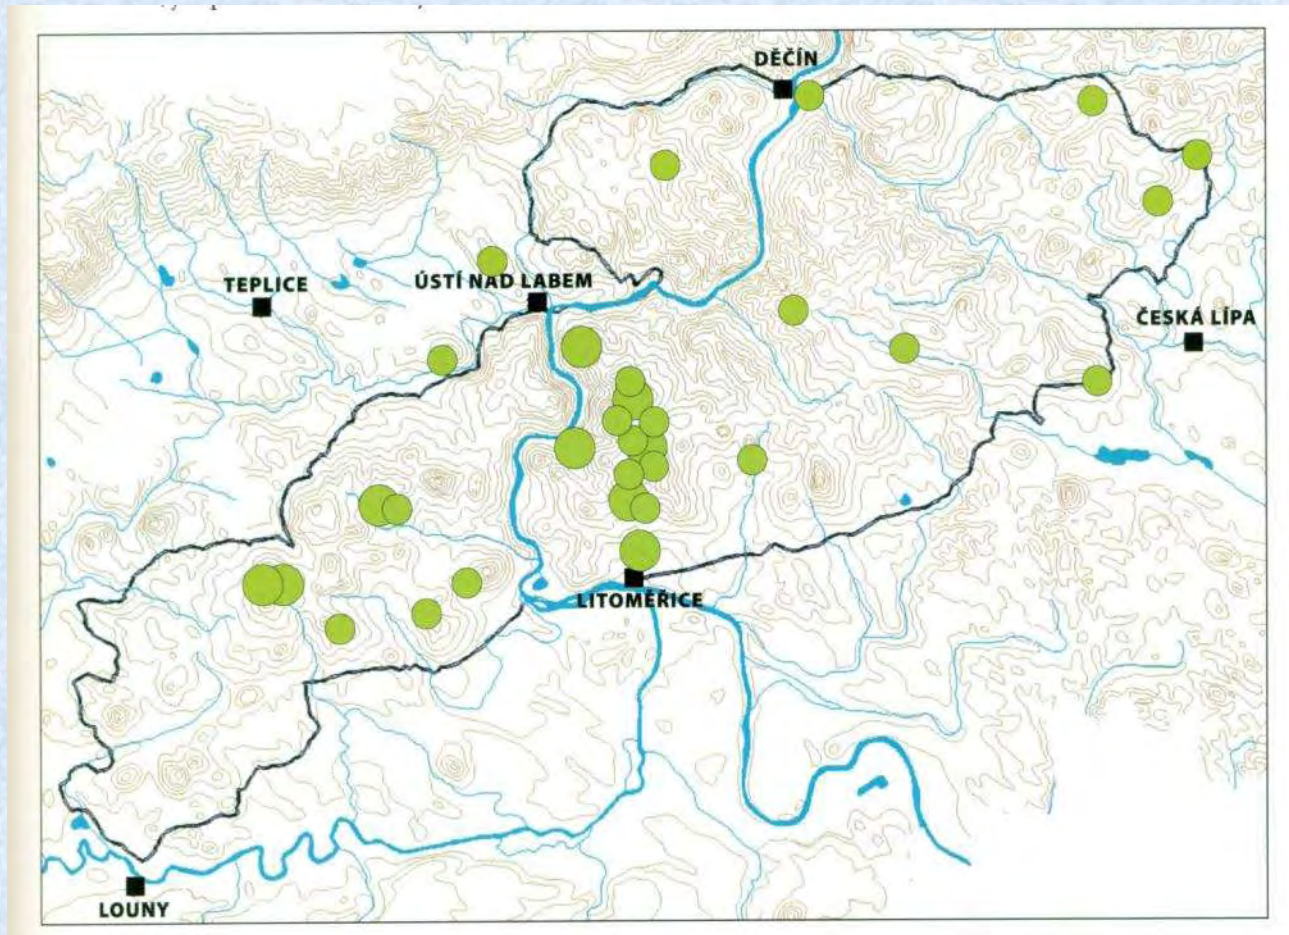 DĚČÍN
TEPLICE
ÚSTÍ NAD LABEM
ČESKÁ LÍPA
LITOMĚŘICE
LOUNY